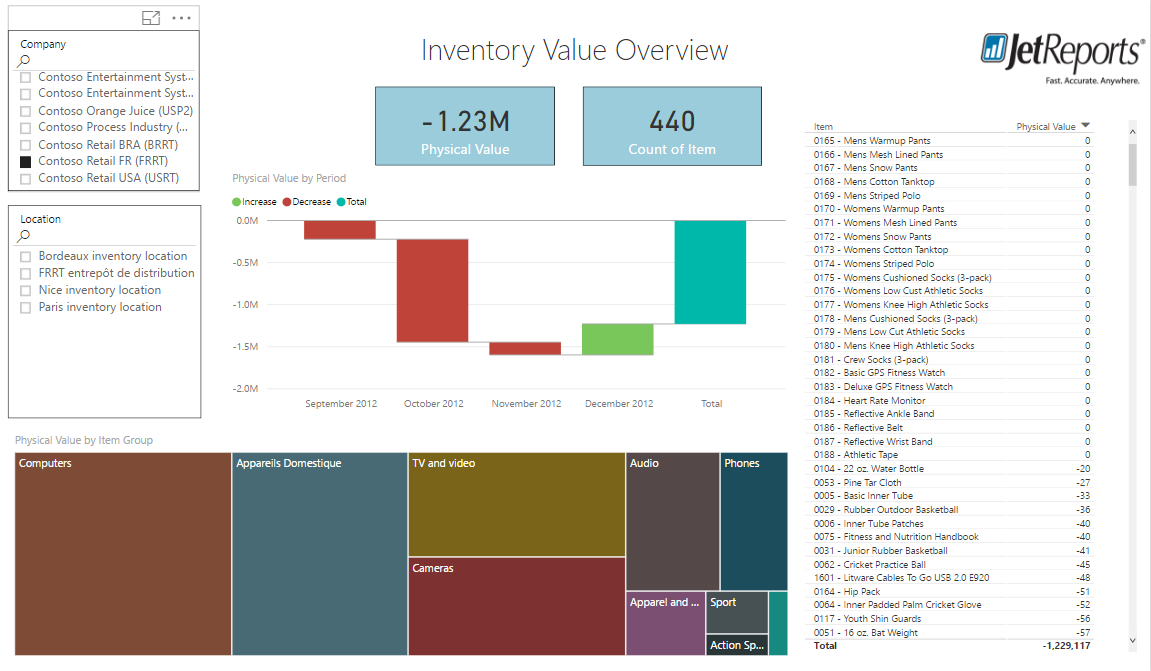 Company
Contoso Entertainment Syst...
Contoso Entertainment Syst...
Contoso Orange Juice (USP2)
Contoso Process Industry (...
Contoso Retail BRA (BRRT)
Contoso Retail FR (FRRT)
Contoso Retail USA (USRT)
Location
Bordeaux inventory location
FRRT entrepôt de distribution
Nice inventory location
Paris inventory location
Inventory Value Overview
-1.23M
Physical Value
440
Count of Item
JetReports®
Fast. Accurate. Anywhere.
Physical Value by Period
Increase Decrease Total
0.0M
-0.5M
-1.0M
-1.5M
-2.0M
September 2012 October 2012 November 2012 December 2012 Total
Physical Value by Item Group
Computers
Appareils Domestique
TV and video
Cameras
Audio
Phones
Apparel and ...
Sport
Action Sp...
Item Physical Value
0165 - Mens Warmup Pants 0
0166 - Mens Mesh Lined Pants 0
0167 - Mens Snow Pants 0
0168 - Mens Cotton Tanktop 0
0169 - Mens Striped Polo 0
0170 - Womens Warmup Pants 0
0171 - Womens Mesh Lined Pants 0
0172 - Womens Snow Pants 0
0173 - Womens Cotton Tanktop 0
0174 - Womens Striped Polo 0
0175 - Womens Cushioned Socks (3-pack) 0
0176 - Womens Low Cust Athletic Socks 0
0177 - Womens Knee High Athletic Socks 0
0178 - Mens Cushioned Socks (3-pack) 0
0179 - Mens Low Cut Athletic Socks 0
0180 - Mens Knee High Athletic Socks 0
0181 - Crew Socks (3-pack) 0
0182 - Basic GPS Fitness Watch 0
0183 - Deluxe GPS Fitness Watch 0
0184 - Heart Rate Monitor 0
0185 - Reflective Ankle Band 0
0186 - Reflective Belt 0
0187 - Reflective Wrist Band 0
0188 - Athletic Tape 0
0104 - 22 oz. Water Bottle -20
0053 - Pine Tar Cloth -27
0005 - Basic Inner Tube -33
0029 - Rubber Outdoor Basketball -36
0006 - Inner Tube Patches -40
0075 - Fitness and Nutrition Handbook -40
0031 - Junior Rubber Basketball -41
0062 - Cricket Practice Ball -45
1601 - Litware Cables To Go USB 2.0 E920 -48
0164 - Hip Pack -51
0064 - Inner Padded Palm Cricket Glove -52
0117 - Youth Shin Guards -56
0051 - 16 oz. Bat Weight -57
Total -1,229,117